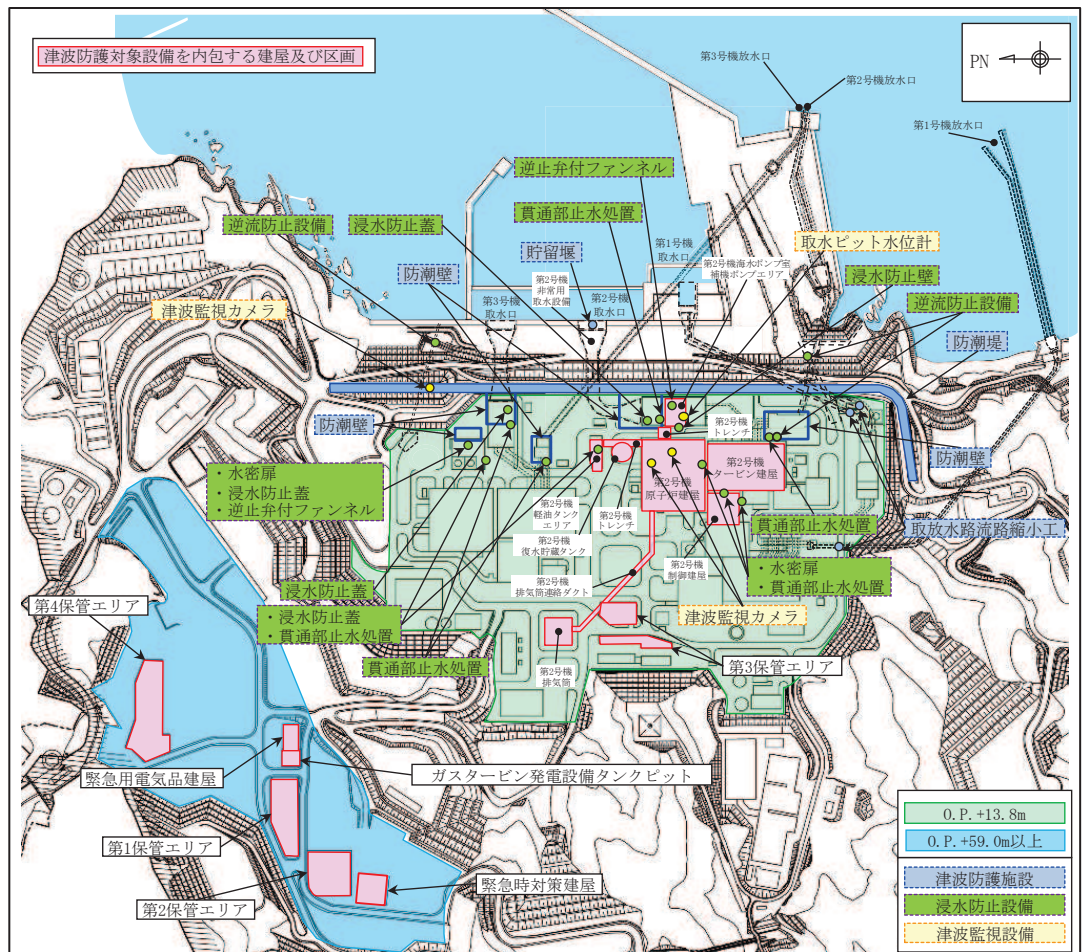 津波防護対象設備を内包する建屋及び区画
PN
第3号機放水口
第2号機放水口
第1号機放水口
逆止弁付ファンネル
貫通部止水処置
逆流防止設備
浸水防止蓋
貯留堰
第1号機
取水口
第2号機海水ポンプ室
補機ポンプエリア
取水ピット水位計
防潮壁
第2号機
非常用
取水設備
第3号機
取水口
第2号機
取水口
浸水防止壁
津波監視カメラ
逆流防止設備
防潮堤
防潮壁
第2号機
トレンチ
防潮壁
・水密扉
・浸水防止蓋
・逆止弁付ファンネル
第2号機
タービン建屋
第2号機
原子炉建屋
第2号機
軽油タンク
エリア
第2号機
トレンチ
貫通部止水処置
取放水路流路縮小工
第2号機
復水貯蔵タンク
第2号機
制御建屋
・水密扉
・貫通部止水処置
第2号機
排気筒連絡ダクト
浸水防止蓋
・浸水防止蓋
・貫通部止水処置
津波監視カメラ
第4保管エリア
貫通部止水処置
第3保管エリア
第2号機
排気筒
緊急用電気品建屋
ガスタービン発電設備タンクピット
第1保管エリア
緊急時対策建屋
第2保管エリア
O.P.+13.8m
O.P.+59.0m以上
津波防護施設
浸水防止設備
津波監視設備